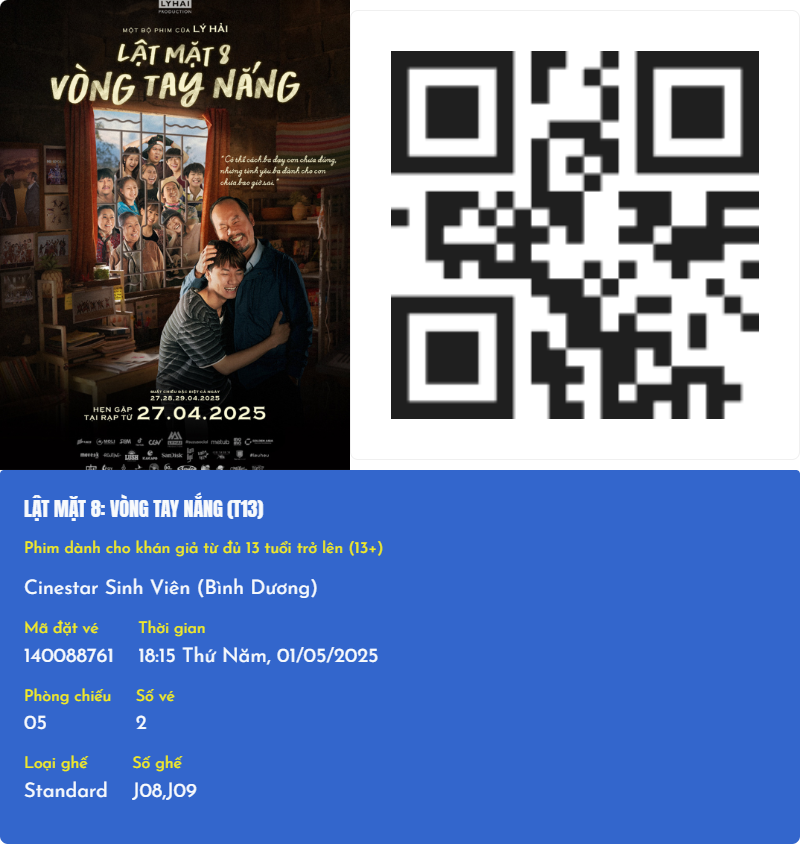 LYHAI
PRODUCTION
MỘT BỘ PHIM CỦA LÝ HẢI
LẬT MẶT 8
VÒNG TAY NẮNG
"Có thể cách ba dạy con chưa đúng,
nhưng tình yêu ba dành cho con
chưa bao giờ sai."
SUẤT CHIẾU ĐẶC BIỆT CẢ NGÀY
27,28,29.04.2025
HẸN GẶP
TẠI RẠP TỪ 27.04.2025
LẬT MẶT 8: VÒNG TAY NẮNG (T13)
Phim dành cho khán giả từ đủ 13 tuổi trở lên (13+)
Cinestar Sinh Viên (Bình Dương)
Mã đặt vé Thời gian
140088761 18:15 Thứ Năm, 01/05/2025
Phòng chiếu Số vé
05 2
Loại ghế Số ghế
Standard J08,J09